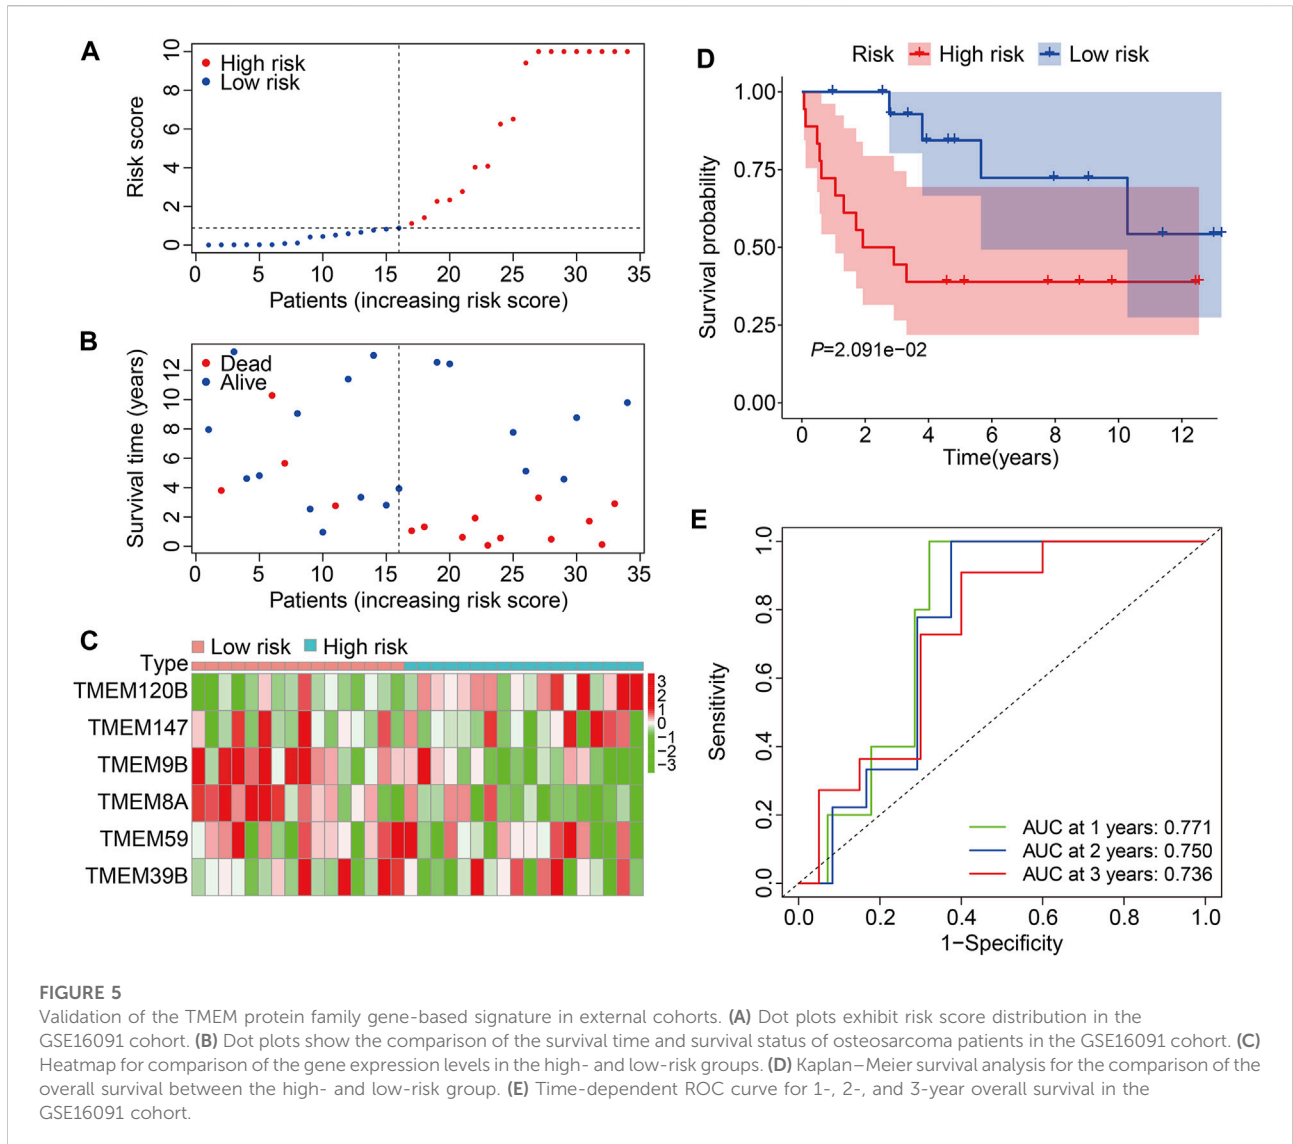 A
High risk
Low risk
Risk score
10
8
6
4
2
0
0 5 10 15 20 25 30 35
Patients (increasing risk score)
B
Dead
Alive
Survival time (years)
12
10
8
6
4
2
0
0 5 10 15 20 25 30 35
Patients (increasing risk score)
C
Low risk High risk
Type
TMEM120B
TMEM147
TMEM9B
TMEM8A
TMEM59
TMEM39B
3
2
1
0
−1
−2
−3
D
Risk High risk Low risk
Survival probability
1.00
0.75
0.50
0.25
0.00
P=2.091e−02
0 2 4 6 8 10 12
Time(years)
E
Sensitivity
1.0
0.8
0.6
0.4
0.2
0.0
AUC at 1 years: 0.771
AUC at 2 years: 0.750
AUC at 3 years: 0.736
0.0 0.2 0.4 0.6 0.8 1.0
1−Specificity
FIGURE 5
Validation of the TMEM protein family gene-based signature in external cohorts. (A) Dot plots exhibit risk score distribution in the
GSE16091 cohort. (B) Dot plots show the comparison of the survival time and survival status of osteosarcoma patients in the GSE16091 cohort. (C)
Heatmap for comparison of the gene expression levels in the high- and low-risk groups. (D) Kaplan–Meier survival analysis for the comparison of the
overall survival between the high- and low-risk group. (E) Time-dependent ROC curve for 1-, 2-, and 3-year overall survival in the
GSE16091 cohort.